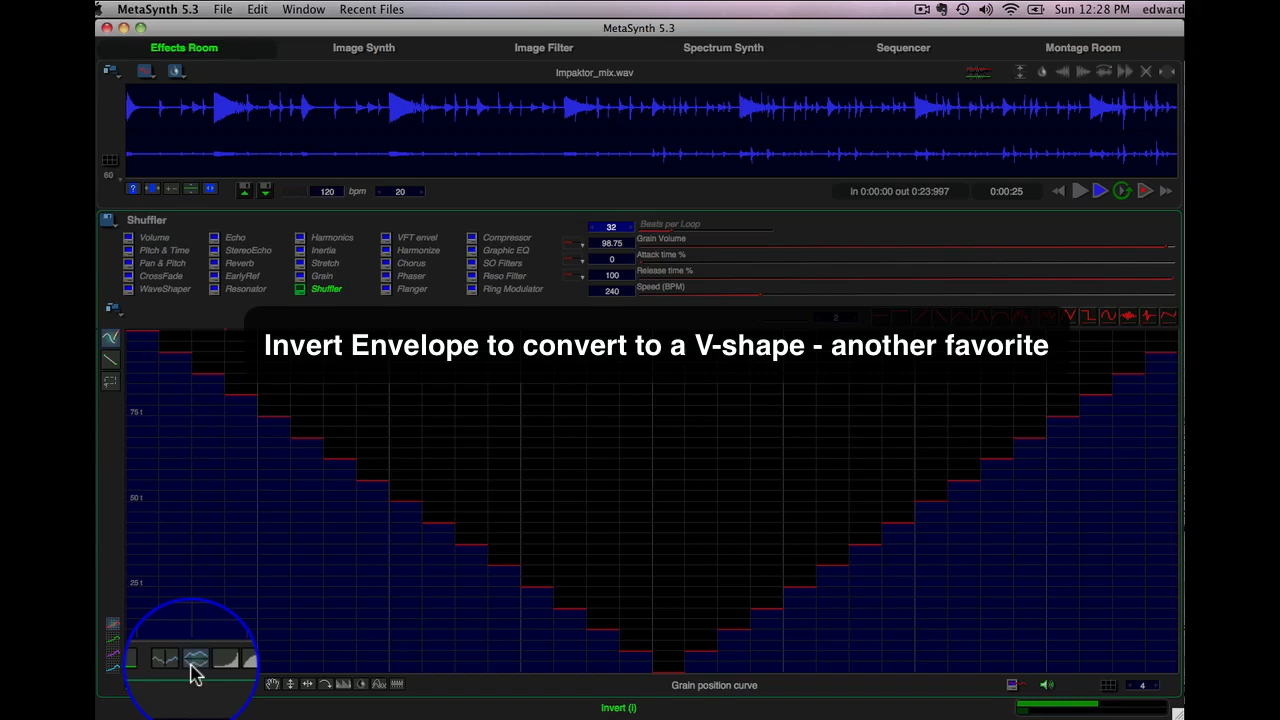 MetaSynth 5.3 File Edit Window Recent Files Sun 12:28 PM edward
MetaSynth 5.3
Effects Room Image Synth Image Filter Spectrum Synth Sequencer Montage Room
Impaktor_mix.wav
60
120 bpm 20 in 0:00:00 out 0:23:997 0:00:25
Shuffler
32 Beats per Loop
Volume Echo Harmonics VFT envel Compressor 98.75 Grain Volume
Pitch & Time StereoEcho Inertia Harmonize Graphic EQ 0 Attack time %
Pan & Pitch Reverb Stretch Chorus SO Filters
CrossFade EarlyRef Grain Phaser Reso Filter 100 Release time %
WaveShaper Resonator Shuffler Flanger Ring Modulator 240 Speed (BPM)
2
Invert Envelope to convert to a V-shape - another favorite
75 t
50 t
25 t
Grain position curve 4
Invert (i)